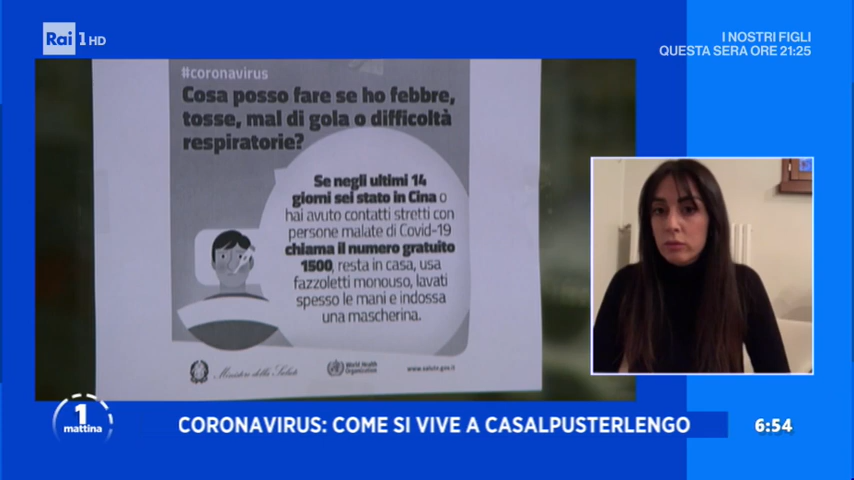 Rai 1 HD
I NOSTRI FIGLI
QUESTA SERA ORE 21:25
#coronavirus
Cosa posso fare se ho febbre,
tosse, mal di gola o difficoltà
respiratorie?
Se negli ultimi 14
giorni sei stato in Cina o
hai avuto contatti stretti con
persone malate di Covid-19
chiama il numero gratuito
1500, resta in casa, usa
fazzoletti monouso, lavati
spesso le mani e indossa
una mascherina.
Ministero della Salute
World Health
Organization
www.salute.gov.it
1
mattina
CORONAVIRUS: COME SI VIVE A CASALPUSTERLENGO
6:54